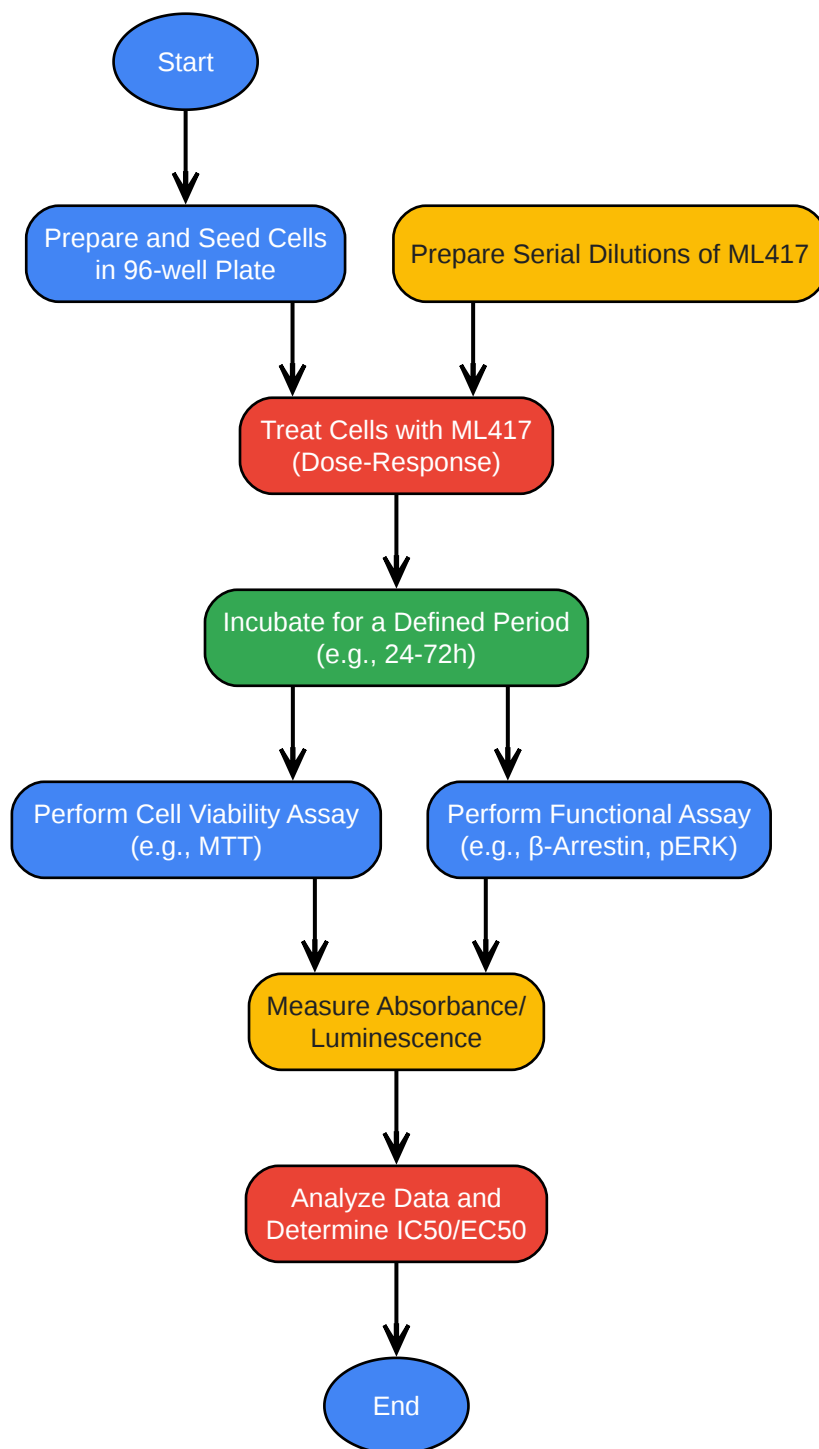 Start
Prepare and Seed Cells
in 96-well Plate
Prepare Serial Dilutions of ML417
Treat Cells with ML417
(Dose-Response)
Incubate for a Defined Period
(e.g., 24-72h)
Perform Cell Viability Assay
(e.g., MTT)
Perform Functional Assay
(e.g., β-Arrestin, pERK)
Measure Absorbance/
Luminescence
Analyze Data and
Determine IC50/EC50
End